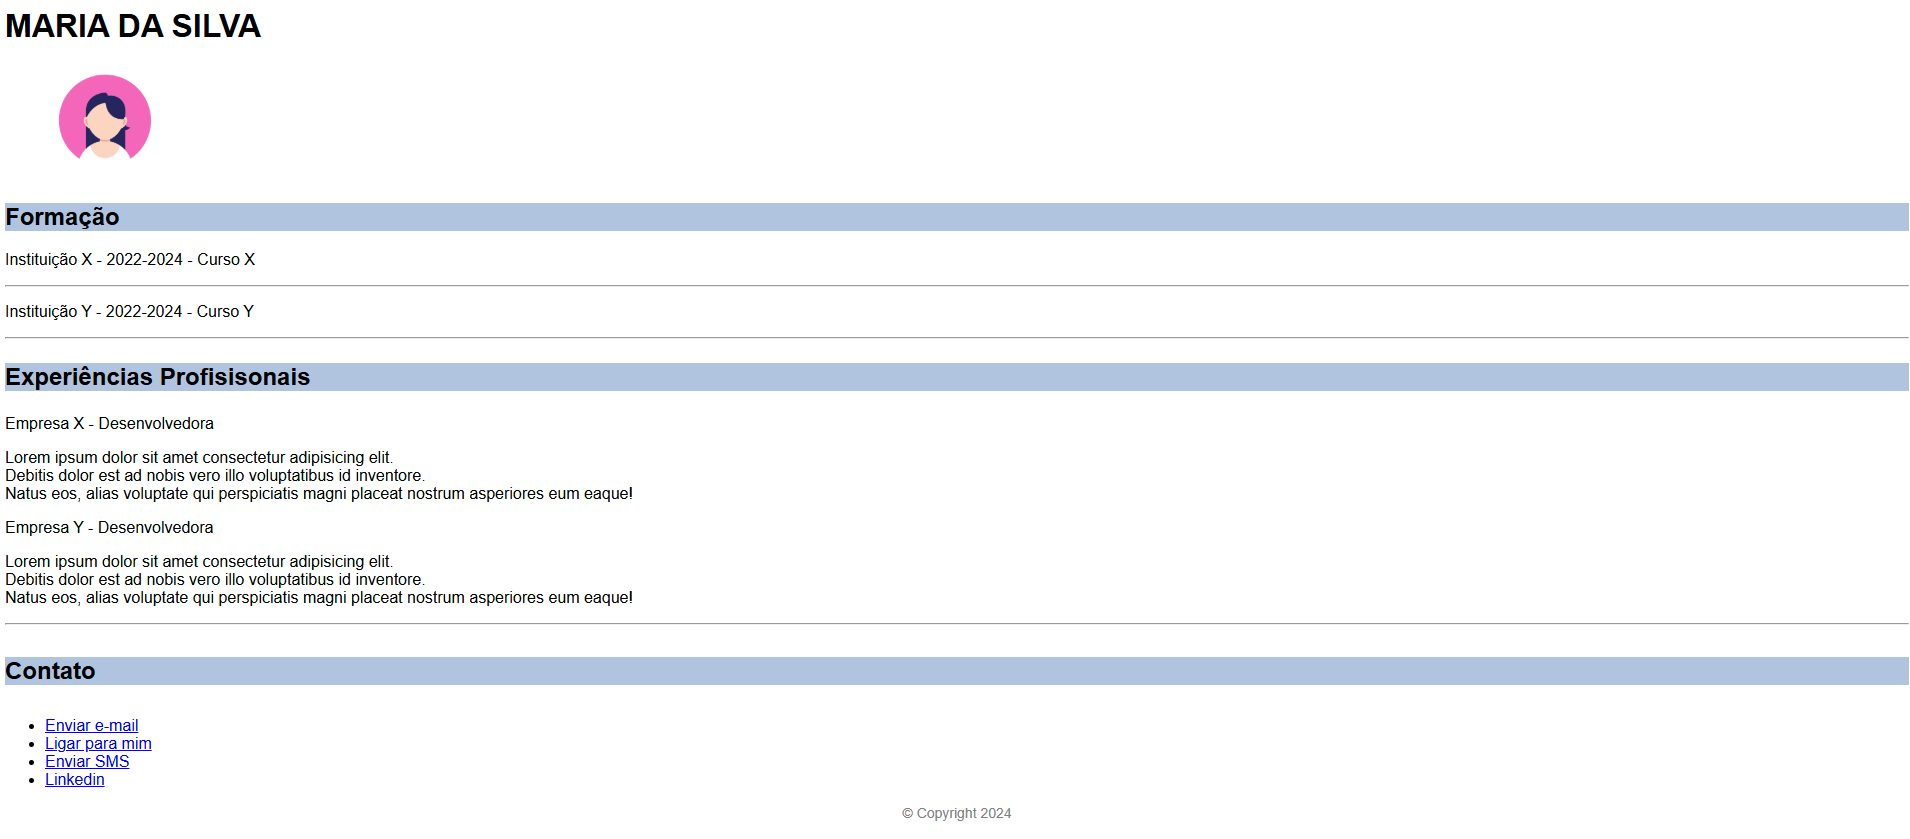 MARIA DA SILVA
Formação
Instituição X - 2022-2024 - Curso X
Instituição Y - 2022-2024 - Curso Y
Experiências Profisisonais
Empresa X - Desenvolvedora
Lorem ipsum dolor sit amet consectetur adipisicing elit.
Debitis dolor est ad nobis vero illo voluptatibus id inventore.
Natus eos, alias voluptate qui perspiciatis magni placeat nostrum asperiores eum eaque!
Empresa Y - Desenvolvedora
Lorem ipsum dolor sit amet consectetur adipisicing elit.
Debitis dolor est ad nobis vero illo voluptatibus id inventore.
Natus eos, alias voluptate qui perspiciatis magni placeat nostrum asperiores eum eaque!
Contato
Enviar e-mail
Ligar para mim
Enviar SMS
Linkedin
© Copyright 2024